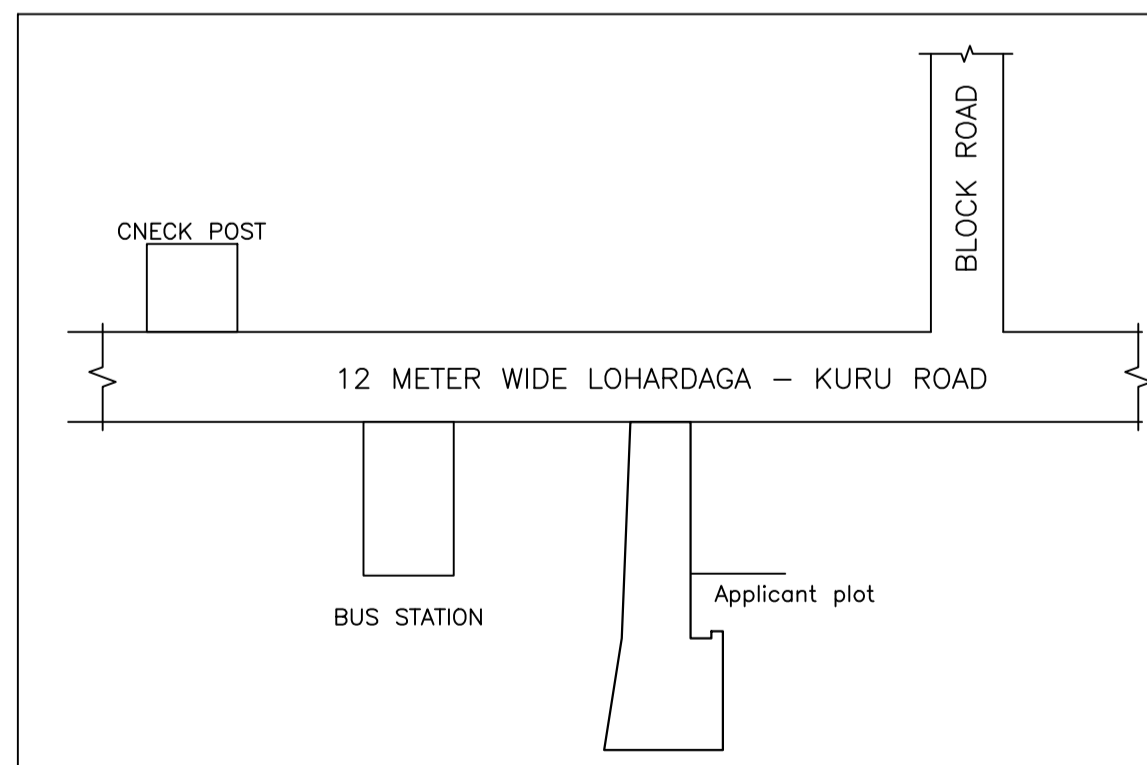 BLOCK ROAD
CNECK POST
12 METER WIDE LOHARDAGA - KURU ROAD
Applicant plot
BUS STATION